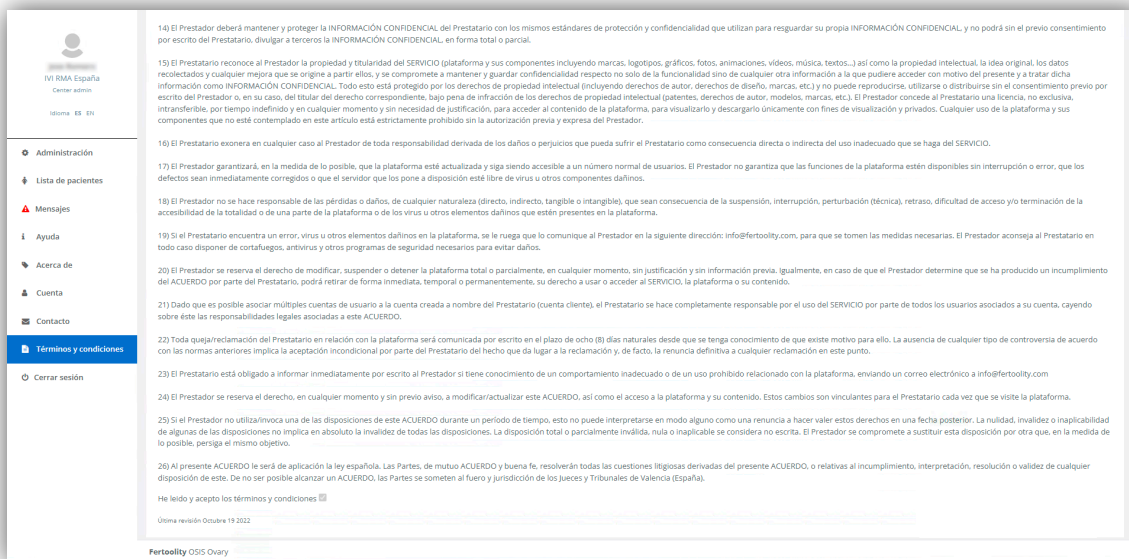 IVI RMA España
Center admin
Idioma ES EN
Administración
Lista de pacientes
Mensajes
Ayuda
Acerca de
Cuenta
Contacto
Términos y condiciones
Cerrar sesión
14) El Prestador deberá mantener y proteger la INFORMACIÓN CONFIDENCIAL del Prestatario con los mismos estándares de protección y confidencialidad que utilizan para resguardar su propia INFORMACIÓN CONFIDENCIAL, y no podrá sin el previo consentimiento
por escrito del Prestatario, divulgar a terceros la INFORMACIÓN CONFIDENCIAL, en forma total o parcial.
15) El Prestatario reconoce al Prestador la propiedad y titularidad del SERVICIO (plataforma y sus componentes incluyendo marcas, logotipos, gráficos, fotos, animaciones, vídeos, música, textos...) así como la propiedad intelectual, la idea original, los datos
recolectados y cualquier mejora que se origine a partir ellos, y se compromete a mantener y guardar confidencialidad respecto no solo de la funcionalidad sino de cualquier otra información a la que pudiere acceder con motivo del presente y a tratar dicha
información como INFORMACIÓN CONFIDENCIAL. Todo esto está protegido por los derechos de propiedad intelectual (incluyendo derechos de autor, derechos de diseño, marcas, etc.) y no puede reproducirse, utilizarse o distribuirse sin el consentimiento previo por
escrito del Prestador o, en su caso, del titular del derecho correspondiente, bajo pena de infracción de los derechos de propiedad intelectual (patentes, derechos de autor, modelos, marcas, etc.). El Prestador concede al Prestatario una licencia, no exclusiva,
intransferible, por tiempo indefinido y en cualquier momento y sin necesidad de justificación, para acceder al contenido de la plataforma, para visualizarlo y descargarlo únicamente con fines de visualización y privados. Cualquier uso de la plataforma y sus
componentes que no esté contemplado en este artículo está estrictamente prohibido sin la autorización previa y expresa del Prestador.
16) El Prestatario exonera en cualquier caso al Prestador de toda responsabilidad derivada de los daños o perjuicios que pueda sufrir el Prestatario como consecuencia directa o indirecta del uso inadecuado que se haga del SERVICIO.
17) El Prestador garantizará, en la medida de lo posible, que la plataforma esté actualizada y siga siendo accesible a un número normal de usuarios. El Prestador no garantiza que las funciones de la plataforma estén disponibles sin interrupción o error, que los
defectos sean inmediatamente corregidos o que el servidor que los pone a disposición esté libre de virus u otros componentes dañinos.
18) El Prestador no se hace responsable de las pérdidas o daños, de cualquier naturaleza (directo, indirecto, tangible o intangible), que sean consecuencia de la suspensión, interrupción, perturbación (técnica), retraso, dificultad de acceso y/o terminación de la
accesibilidad de la totalidad o de una parte de la plataforma o de los virus u otros elementos dañinos que estén presentes en la plataforma.
19) Si el Prestatario encuentra un error, virus u otros elementos dañinos en la plataforma, se le ruega que lo comunique al Prestador en la siguiente dirección: info@fertoolity.com, para que se tomen las medidas necesarias. El Prestador aconseja al Prestatario en
todo caso disponer de cortafuegos, antivirus y otros programas de seguridad necesarios para evitar daños.
20) El Prestador se reserva el derecho de modificar, suspender o detener la plataforma total o parcialmente, en cualquier momento, sin justificación y sin información previa. Igualmente, en caso de que el Prestador determine que se ha producido un incumplimiento
del ACUERDO por parte del Prestatario, podrá retirar de forma inmediata, temporal o permanentemente, su derecho a usar o acceder al SERVICIO, la plataforma o su contenido.
21) Dado que es posible asociar múltiples cuentas de usuario a la cuenta creada a nombre del Prestatario (cuenta cliente), el Prestatario se hace completamente responsable por el uso del SERVICIO por parte de todos los usuarios asociados a su cuenta, cayendo
sobre éste las responsabilidades legales asociadas a este ACUERDO.
22) Toda queja/reclamación del Prestatario en relación con la plataforma será comunicada por escrito en el plazo de ocho (8) días naturales desde que se tenga conocimiento de que existe motivo para ello. La ausencia de cualquier tipo de controversia de acuerdo
con las normas anteriores implica la aceptación incondicional por parte del Prestatario del hecho que da lugar a la reclamación y, de facto, la renuncia definitiva a cualquier reclamación en este punto.
23) El Prestatario está obligado a informar inmediatamente por escrito al Prestador si tiene conocimiento de un comportamiento inadecuado o de un uso prohibido relacionado con la plataforma, enviando un correo electrónico a info@fertoolity.com
24) El Prestador se reserva el derecho, en cualquier momento y sin previo aviso, a modificar/actualizar este ACUERDO, así como el acceso a la plataforma y su contenido. Estos cambios son vinculantes para el Prestatario cada vez que se visite la plataforma.
25) Si el Prestador no utiliza/invoca una de las disposiciones de este ACUERDO durante un período de tiempo, esto no puede interpretarse en modo alguno como una renuncia a hacer valer estos derechos en una fecha posterior. La nulidad, invalidez o inaplicabilidad
de algunas de las disposiciones no implica en absoluto la invalidez de todas las disposiciones. La disposición total o parcialmente inválida, nula o inaplicable se considera no escrita. El Prestador se compromete a sustituir esta disposición por otra que, en la medida de
lo posible, persiga el mismo objetivo.
26) Al presente ACUERDO le será de aplicación la ley española. Las Partes, de mutuo ACUERDO y buena fe, resolverán todas las cuestiones litigiosas derivadas del presente ACUERDO, o relativas al incumplimiento, interpretación, resolución o validez de cualquier
disposición de este. De no ser posible alcanzar un ACUERDO, las Partes se someten al fuero y jurisdicción de los Jueces y Tribunales de Valencia (España).
He leido y acepto los términos y condiciones
Última revisión Octubre 19 2022
Fertoolity OSIS Ovary